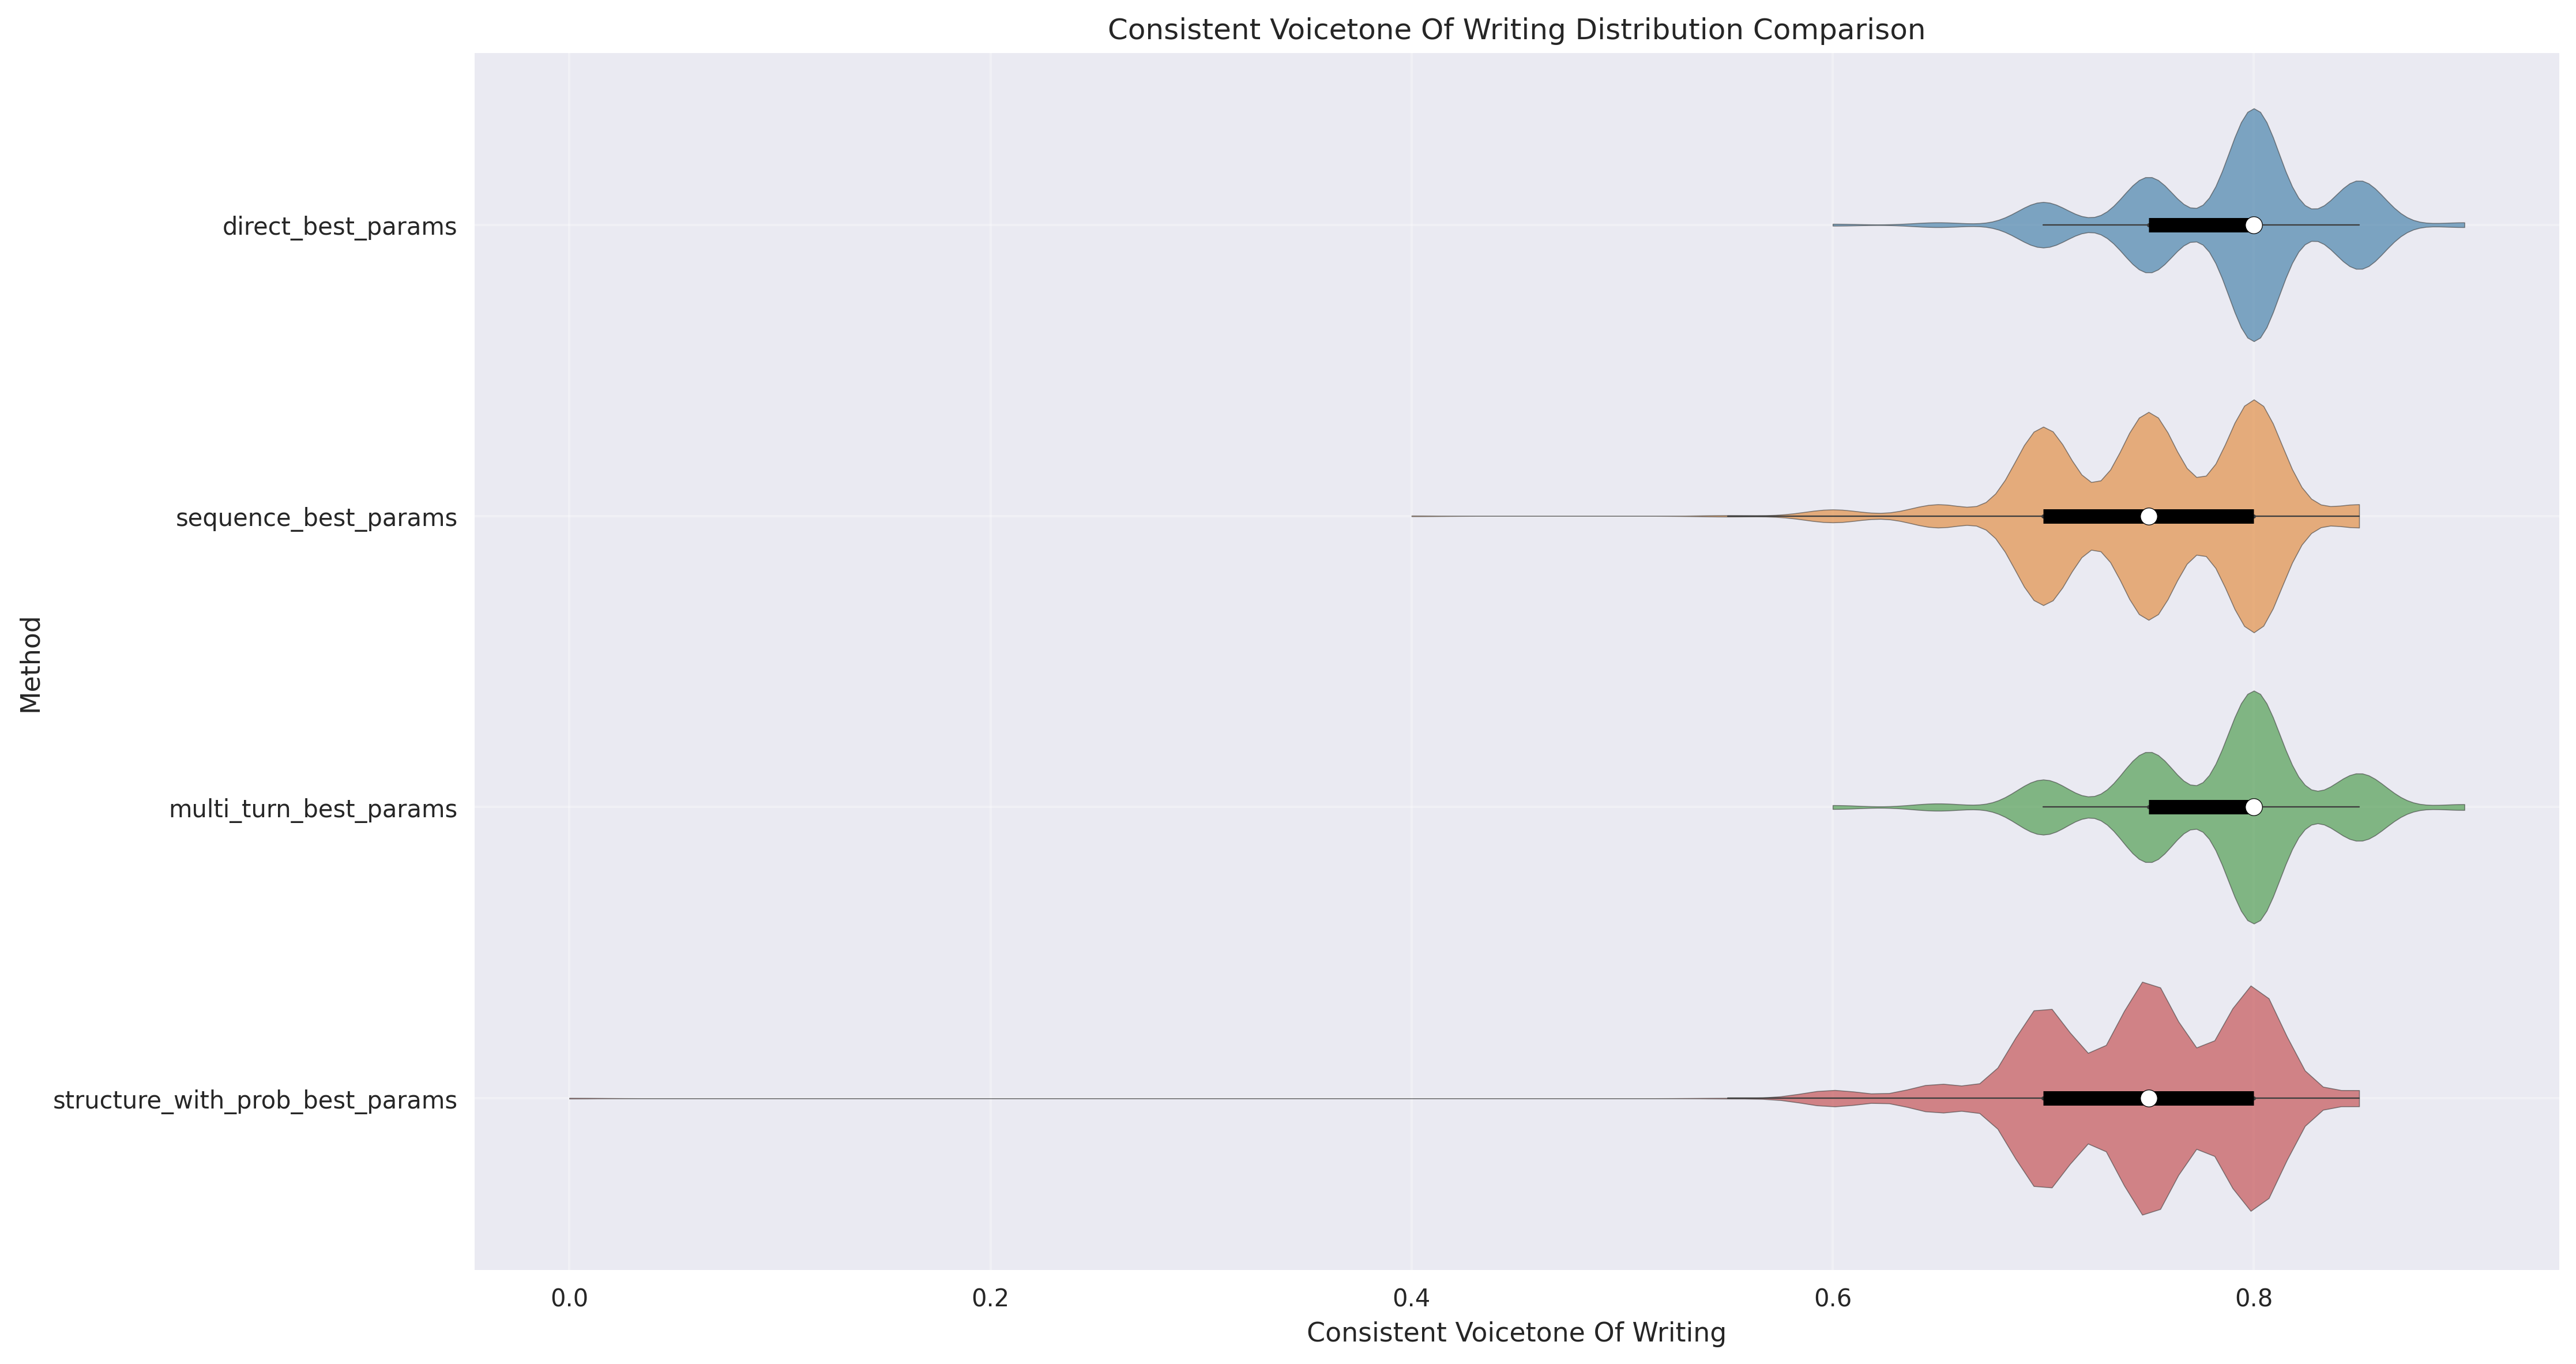 Consistent Voicetone Of Writing Distribution Comparison
Method
direct_best_params
sequence_best_params
multi_turn_best_params
structure_with_prob_best_params
0.0 0.2 0.4 0.6 0.8
Consistent Voicetone Of Writing